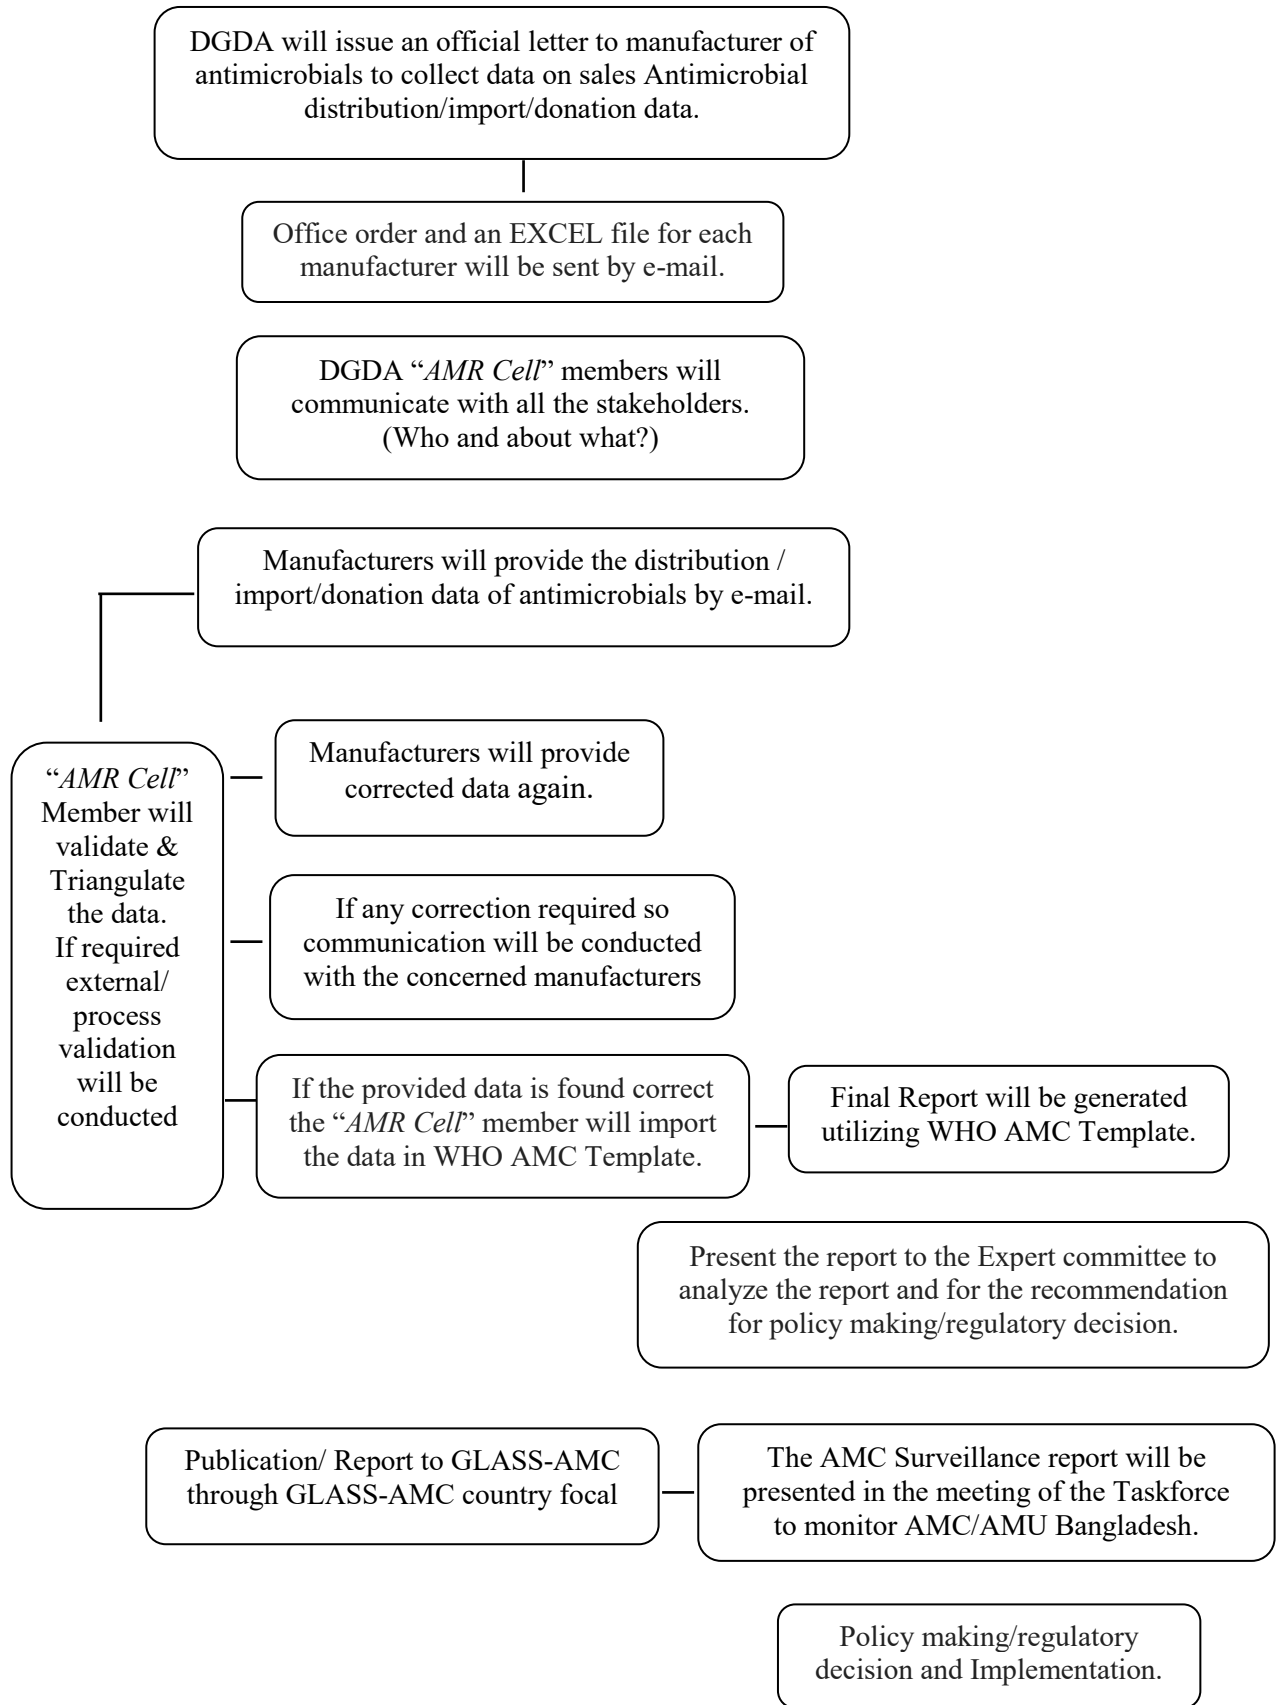 DGDA will issue an official letter to manufacturer of
antimicrobials to collect data on sales Antimicrobial
distribution/import/donation data.
Office order and an EXCEL file for each
manufacturer will be sent by e-mail.
DGDA “AMR Cell” members will
communicate with all the stakeholders.
(Who and about what?)
Manufacturers will provide the distribution /
import/donation data of antimicrobials by e-mail.
“AMR Cell”
Member will
validate &
Triangulate
the data.
If required
external/
process
validation
will be
conducted
Manufacturers will provide
corrected data again.
If any correction required so
communication will be conducted
with the concerned manufacturers
If the provided data is found correct
the “AMR Cell” member will import
the data in WHO AMC Template.
Final Report will be generated
utilizing WHO AMC Template.
Present the report to the Expert committee to
analyze the report and for the recommendation
for policy making/regulatory decision.
Publication/ Report to GLASS-AMC
through GLASS-AMC country focal
The AMC Surveillance report will be
presented in the meeting of the Taskforce
to monitor AMC/AMU Bangladesh.
Policy making/regulatory
decision and Implementation.